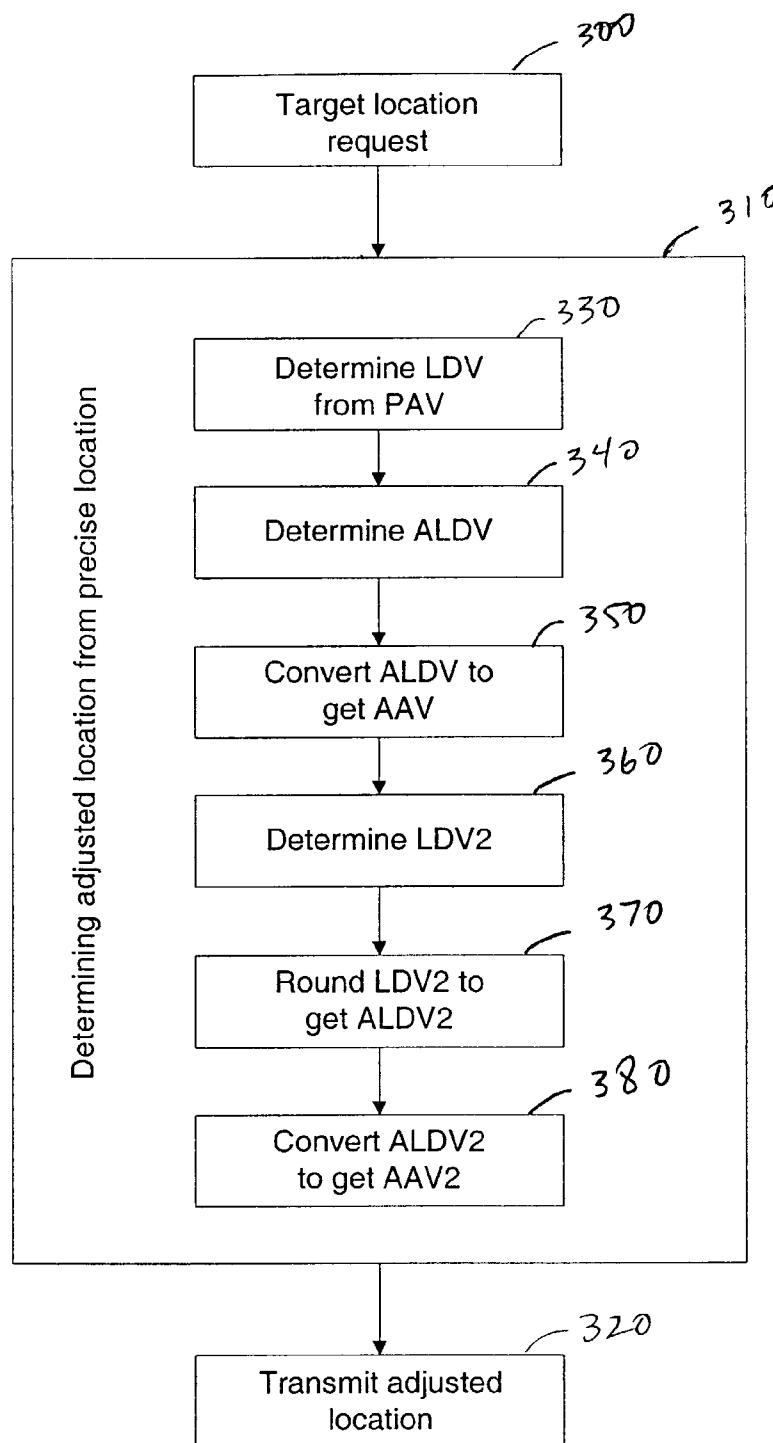 300
Target location
request
310
Determining adjusted location from precise location
330
Determine LDV
from PAV
340
Determine ALDV
350
Convert ALDV to
get AAV
360
Determine LDV2
370
Round LDV2 to
get ALDV2
380
Convert ALDV2
to get AAV2
320
Transmit adjusted
location